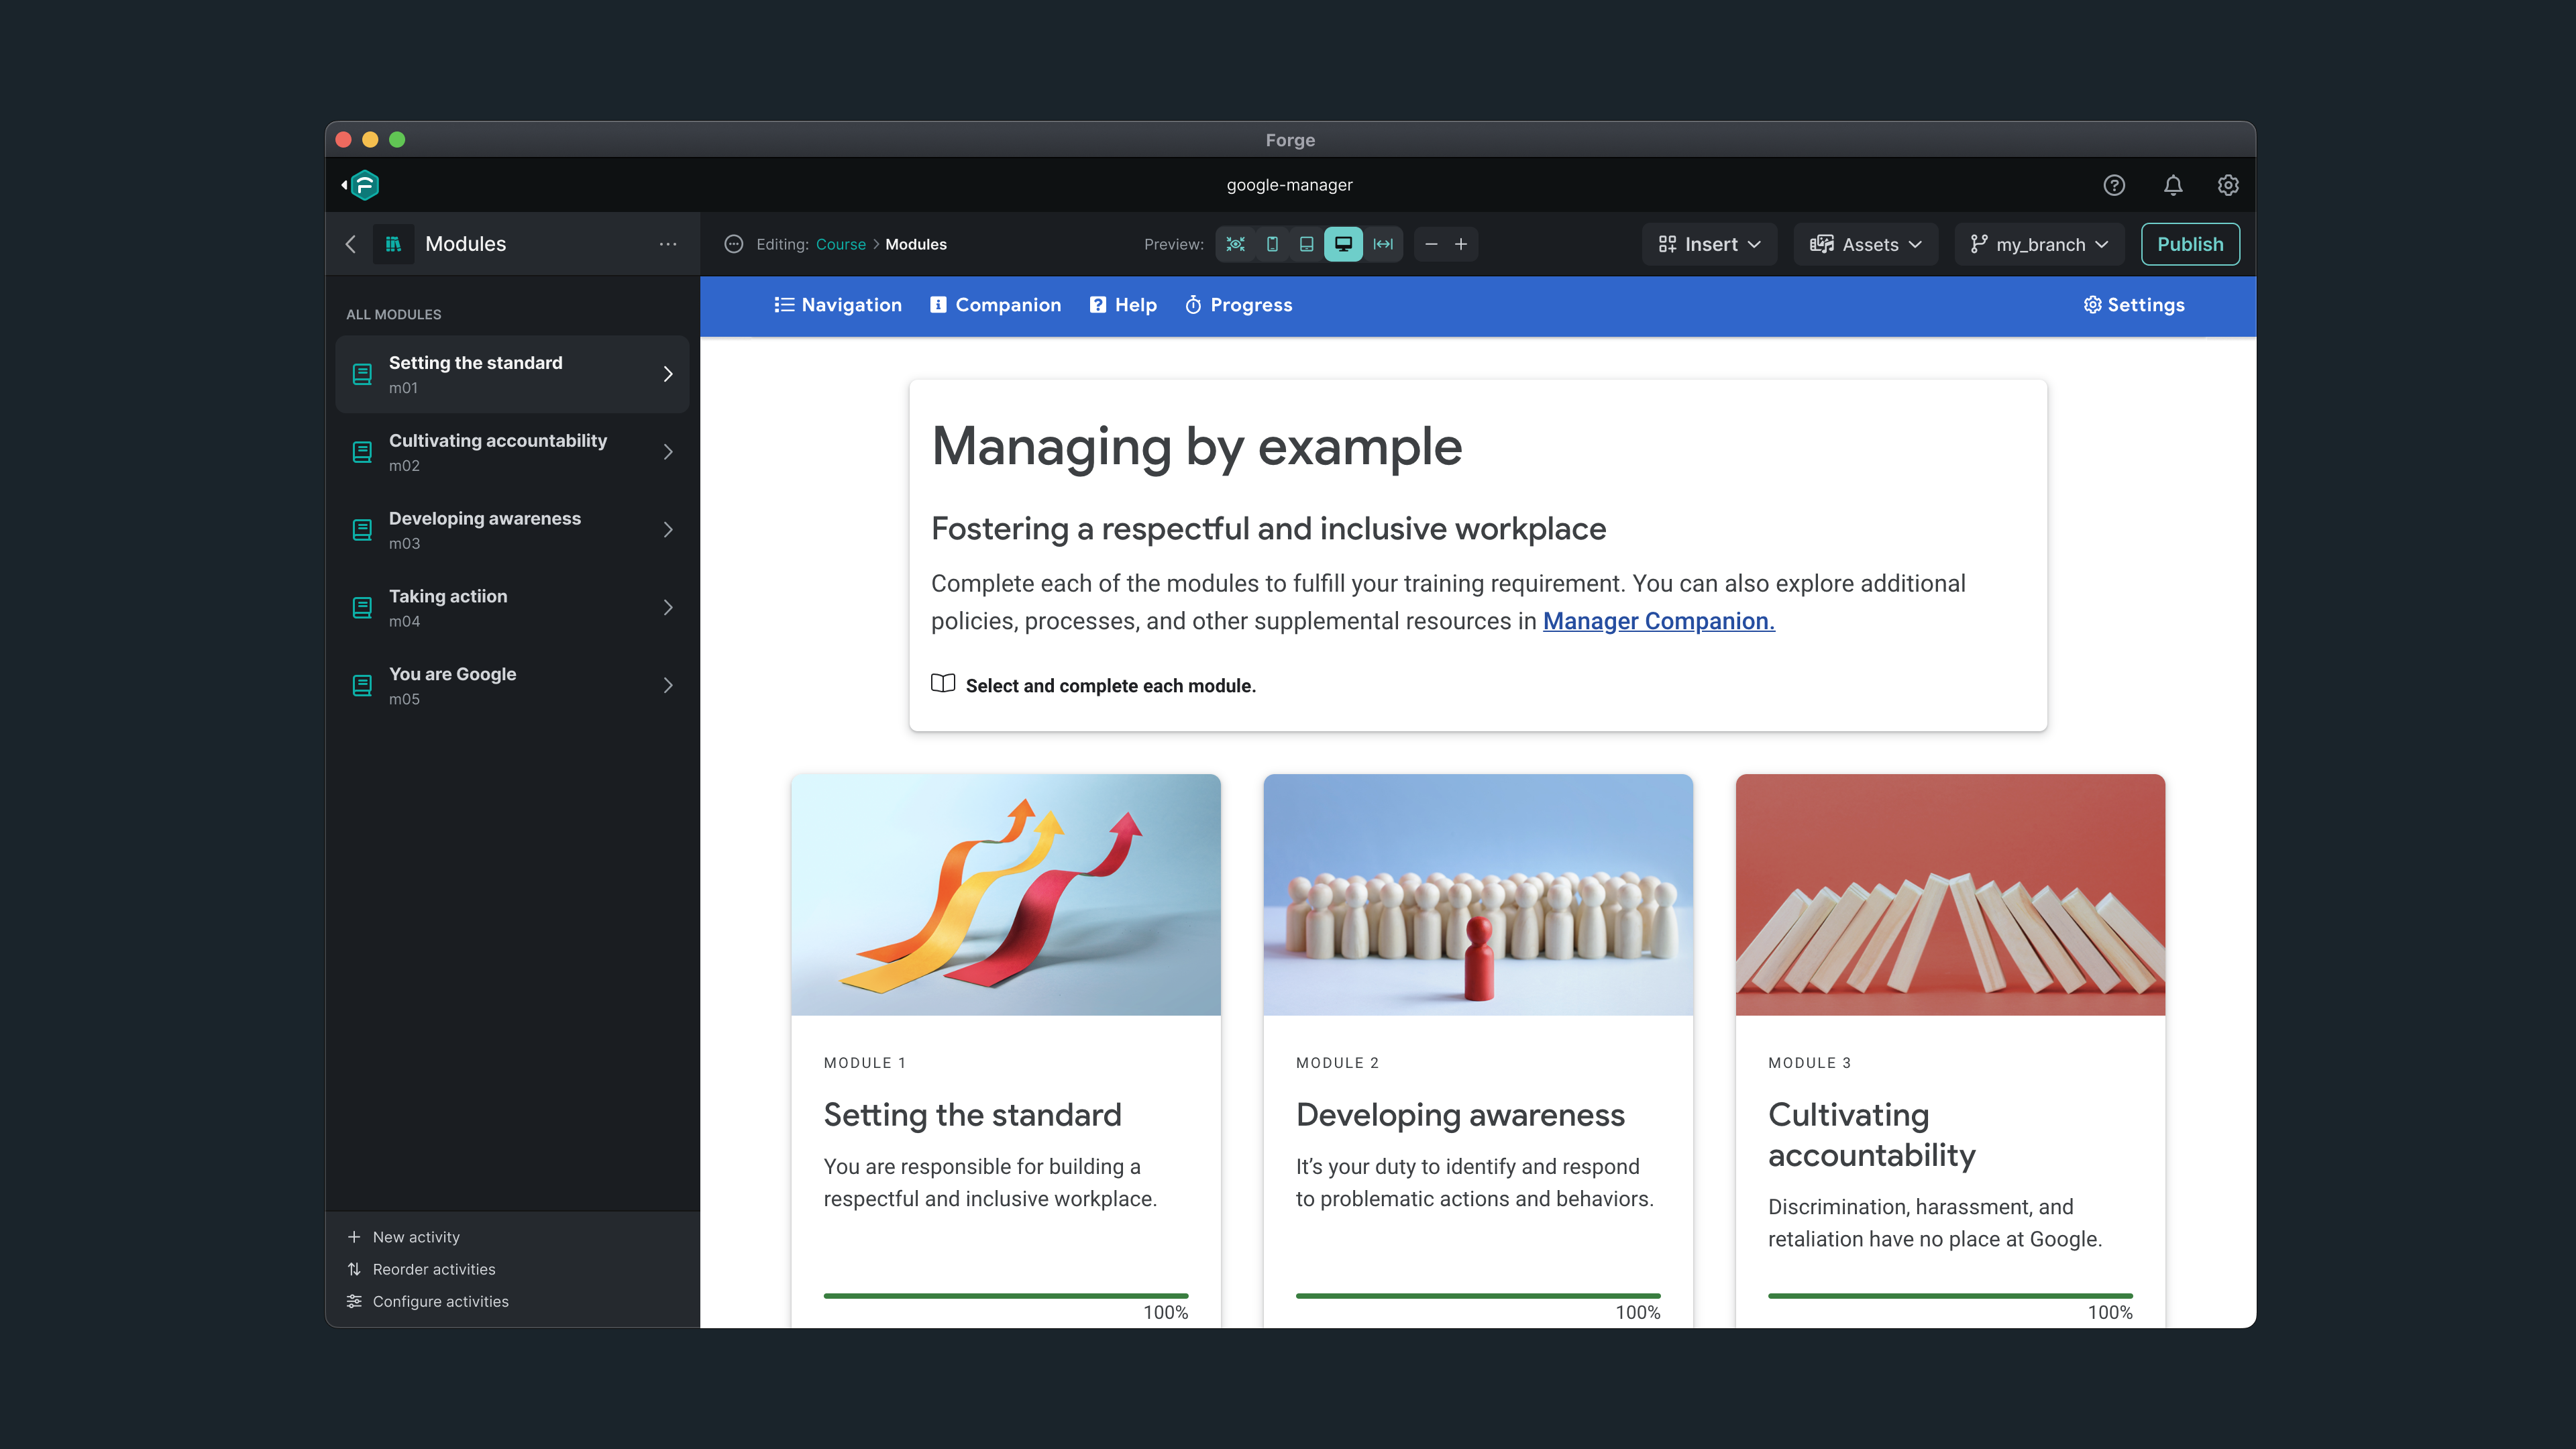 Forge
google-manager
Modules
Editing: Course > Modules
Preview:
Insert
Assets
my_branch
Publish
ALL MODULES
Setting the standard
m01
Cultivating accountability
m02
Developing awareness
m03
Taking actiion
m04
You are Google
m05
New activity
Reorder activities
Configure activities
Navigation
Companion
Help
Progress
Settings
Managing by example
Fostering a respectful and inclusive workplace
Complete each of the modules to fulfill your training requirement. You can also explore additional
policies, processes, and other supplemental resources in Manager Companion.
Select and complete each module.
MODULE 1
Setting the standard
You are responsible for building a
respectful and inclusive workplace.
100%
MODULE 2
Developing awareness
It’s your duty to identify and respond
to problematic actions and behaviors.
100%
MODULE 3
Cultivating
accountability
Discrimination, harassment, and
retaliation have no place at Google.
100%